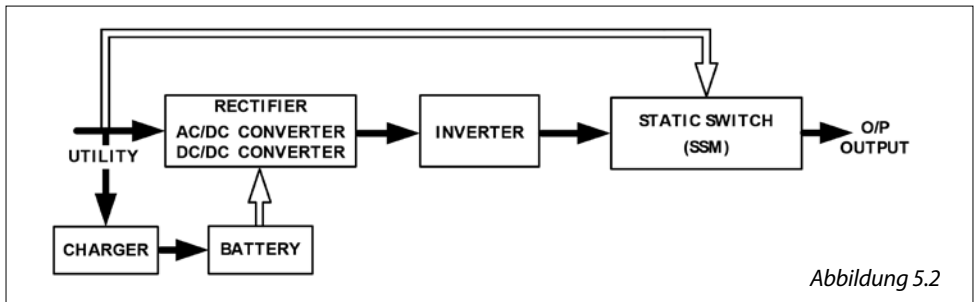 RECTIFIER
AC/DC CONVERTER
DC/DC CONVERTER
INVERTER
STATIC SWITCH
(SSM)
O/P
OUTPUT
UTILITY
CHARGER
BATTERY
Abbildung 5.2